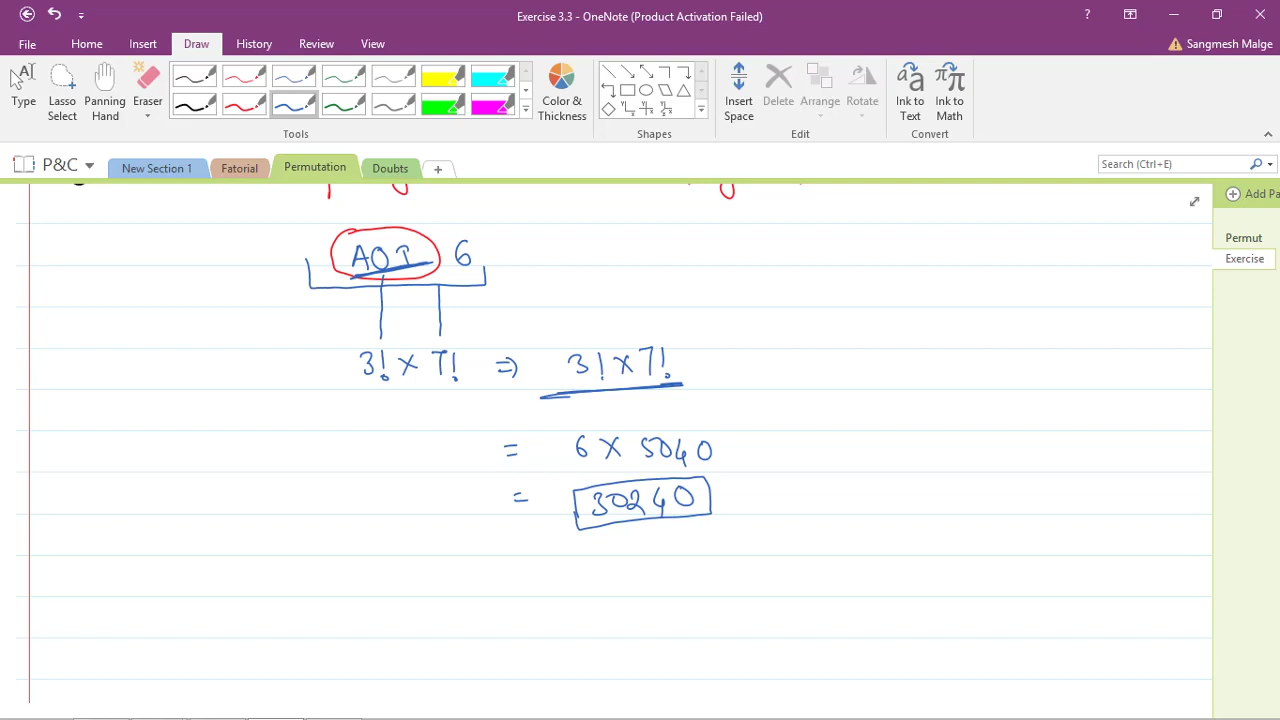 Exercise 3.3 - OneNote (Product Activation Failed)
?
File Home Insert Draw History Review View Sangmesh Malge
Type Lasso Select Panning Hand Eraser
Color & Thickness
Insert Space Delete Arrange Rotate Ink to Text Ink to Math
Tools Shapes Edit Convert
P&C New Section 1 Fatorial Permutation Doubts Search (Ctrl+E)
Add Pa
Permut
Exercise
AOI 6
3! × 7! ⇒ 3! × 7!
= 6 × 5040
= 30240